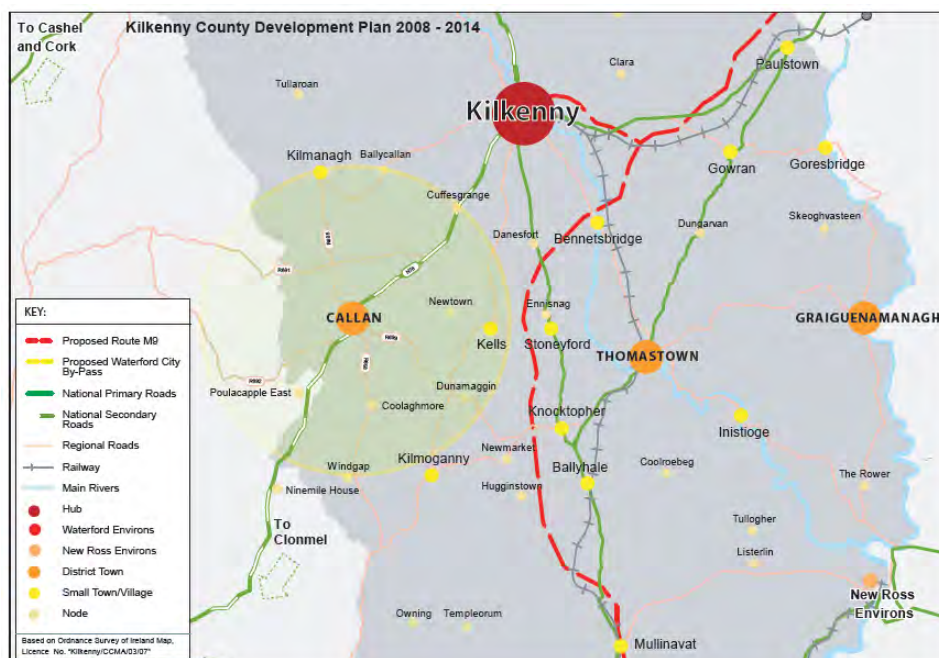 To Cashel
and Cork
Kilkenny County Development Plan 2008 - 2014
Clara
Paulstown
Tullaroan
Kilkenny
Kilmanagh
Ballycallan
Gowran
Goresbridge
Cuffesgrange
Danesfort
Bennetsbridge
Dungarvan
Skeoghvasteen
R691
N76
KEY:
Proposed Route M9
Proposed Waterford City
By-Pass
National Primary Roads
National Secondary
Roads
Regional Roads
Railway
Main Rivers
Hub
Waterford Environs
New Ross Environs
District Town
Small Town/Village
Node
Based on Ordnance Survey of Ireland Map,
Licence No. "Kilkenny/CCMA/03/07"
CALLAN
Newtown
Kells
Ennisnag
Stoneyford
THOMASTOWN
GRAIGUENAMANAGH
R699
R692
Poulacapple East
Coolaghmore
Dunamaggin
Knocktopher
Inistioge
Windgap
Kilmoganny
Newmarket
Ballyhale
Coolroebeg
The Rower
Ninemile House
Hugginstown
To
Clonmel
Tullogher
Listerlin
New Ross
Environs
Owning
Templeorum
Mullinavat